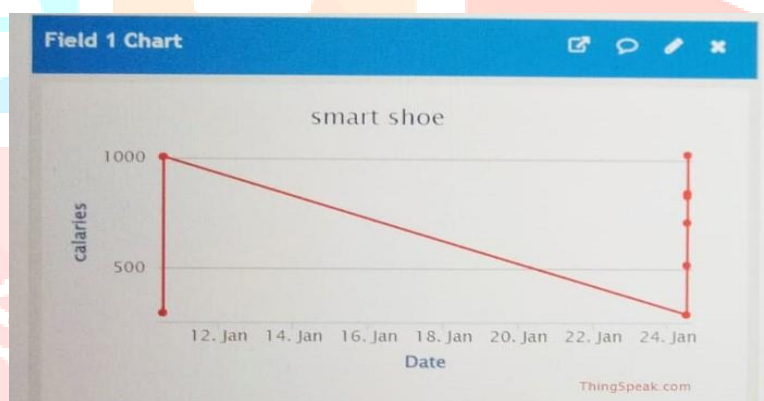 Field 1 Chart
smart shoe
1000
500
calaries
12. Jan 14. Jan 16. Jan 18. Jan 20. Jan 22. Jan 24. Jan
Date
ThingSpeak.com